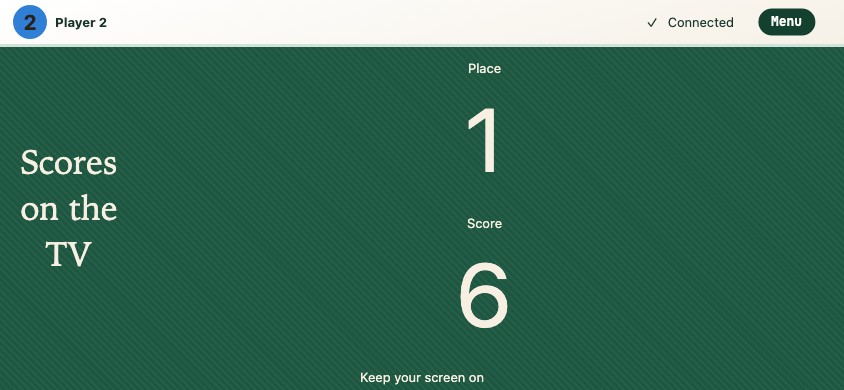 2 Player 2
✓ Connected
Menu
Scores
on the
TV
Place
1
Score
6
Keep your screen on